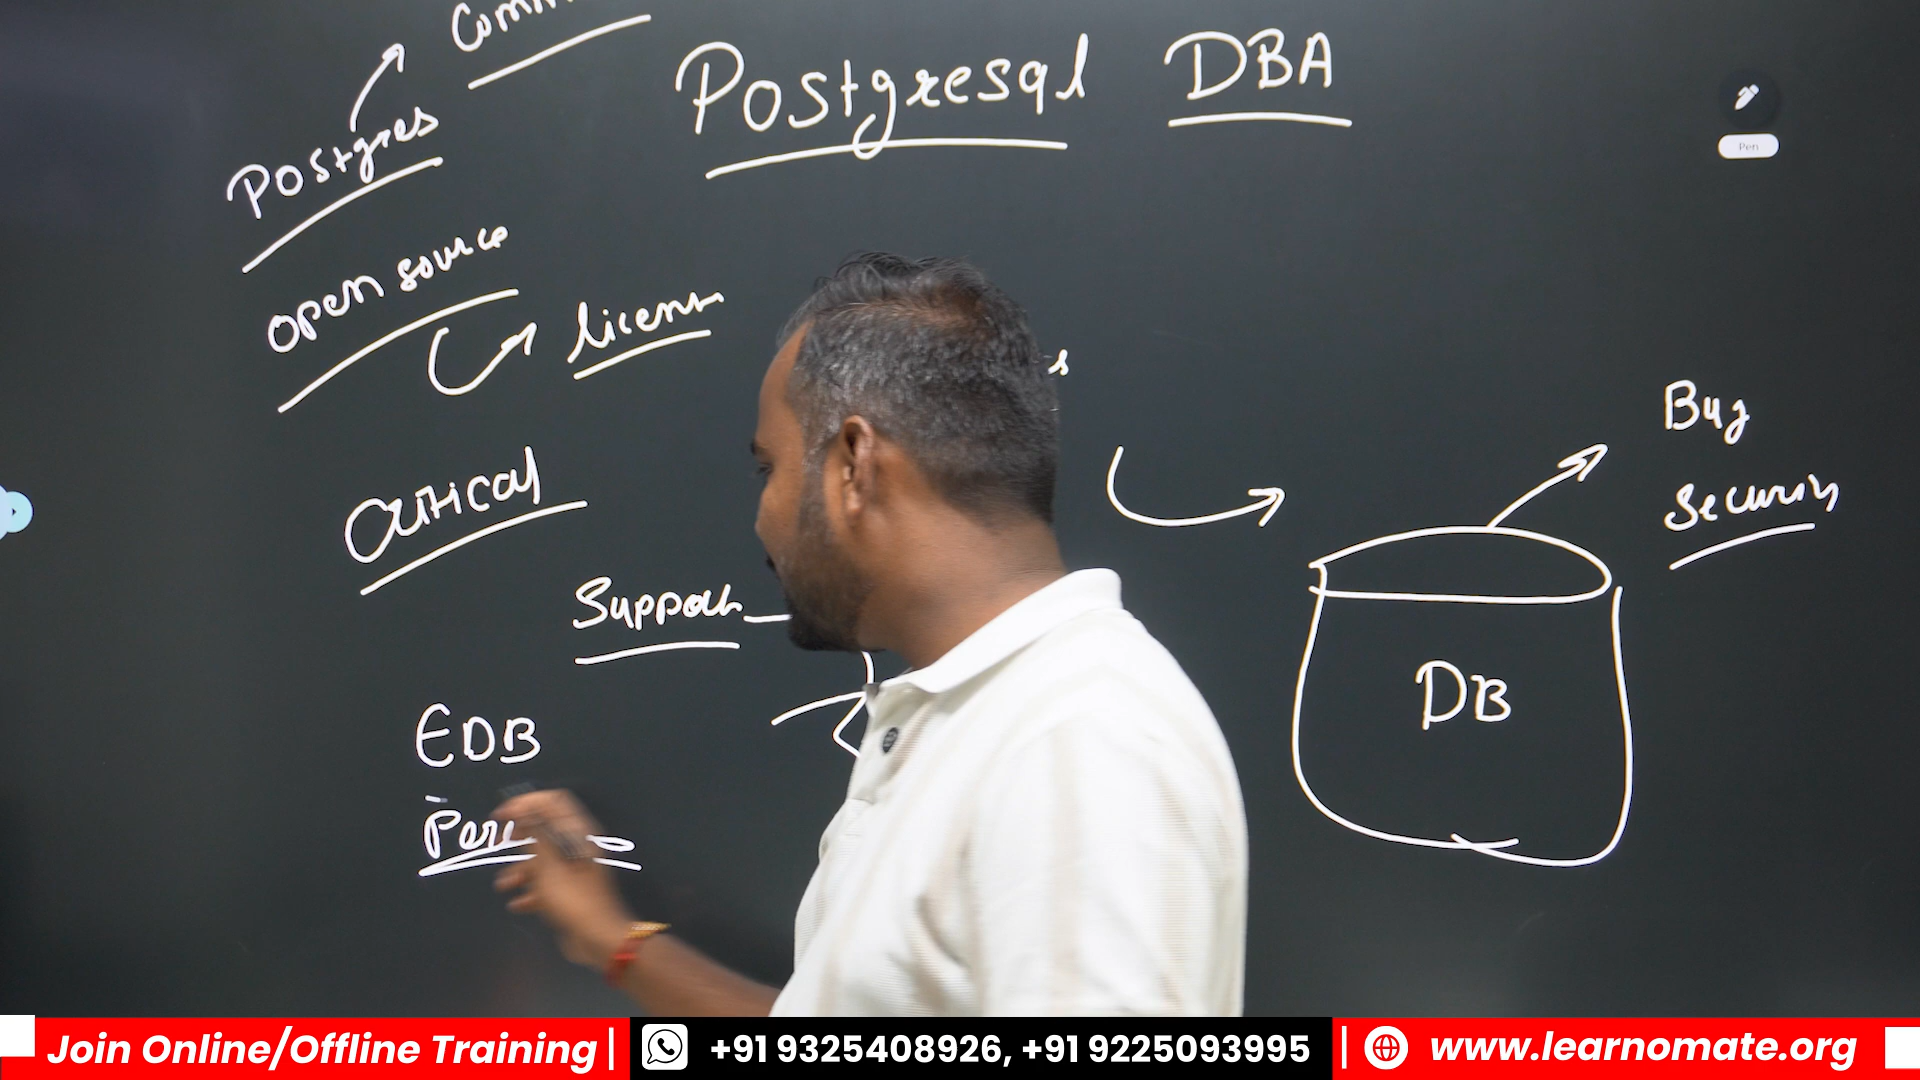 Postgresql DBA
Postgres
open source
Critical
Support
EDB
DB
Bug
Security
Pen
Join Online/Offline Training | +91 9325408926, +91 9225093995 | www.learnomate.org